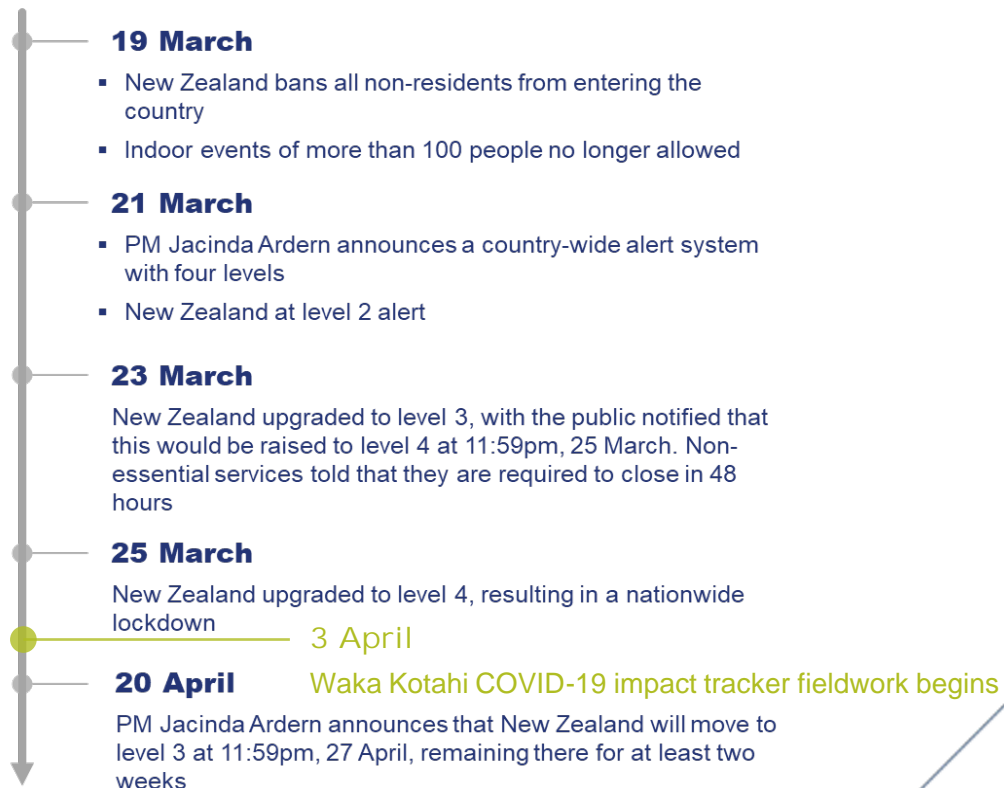 19 March
▪ New Zealand bans all non-residents from entering the
country
▪ Indoor events of more than 100 people no longer allowed
21 March
▪ PM Jacinda Ardern announces a country-wide alert system
with four levels
▪ New Zealand at level 2 alert
23 March
New Zealand upgraded to level 3, with the public notified that
this would be raised to level 4 at 11:59pm, 25 March. Non-
essential services told that they are required to close in 48
hours
25 March
New Zealand upgraded to level 4, resulting in a nationwide
lockdown
3 April
Waka Kotahi COVID-19 impact tracker fieldwork begins
20 April
PM Jacinda Ardern announces that New Zealand will move to
level 3 at 11:59pm, 27 April, remaining there for at least two
weeks